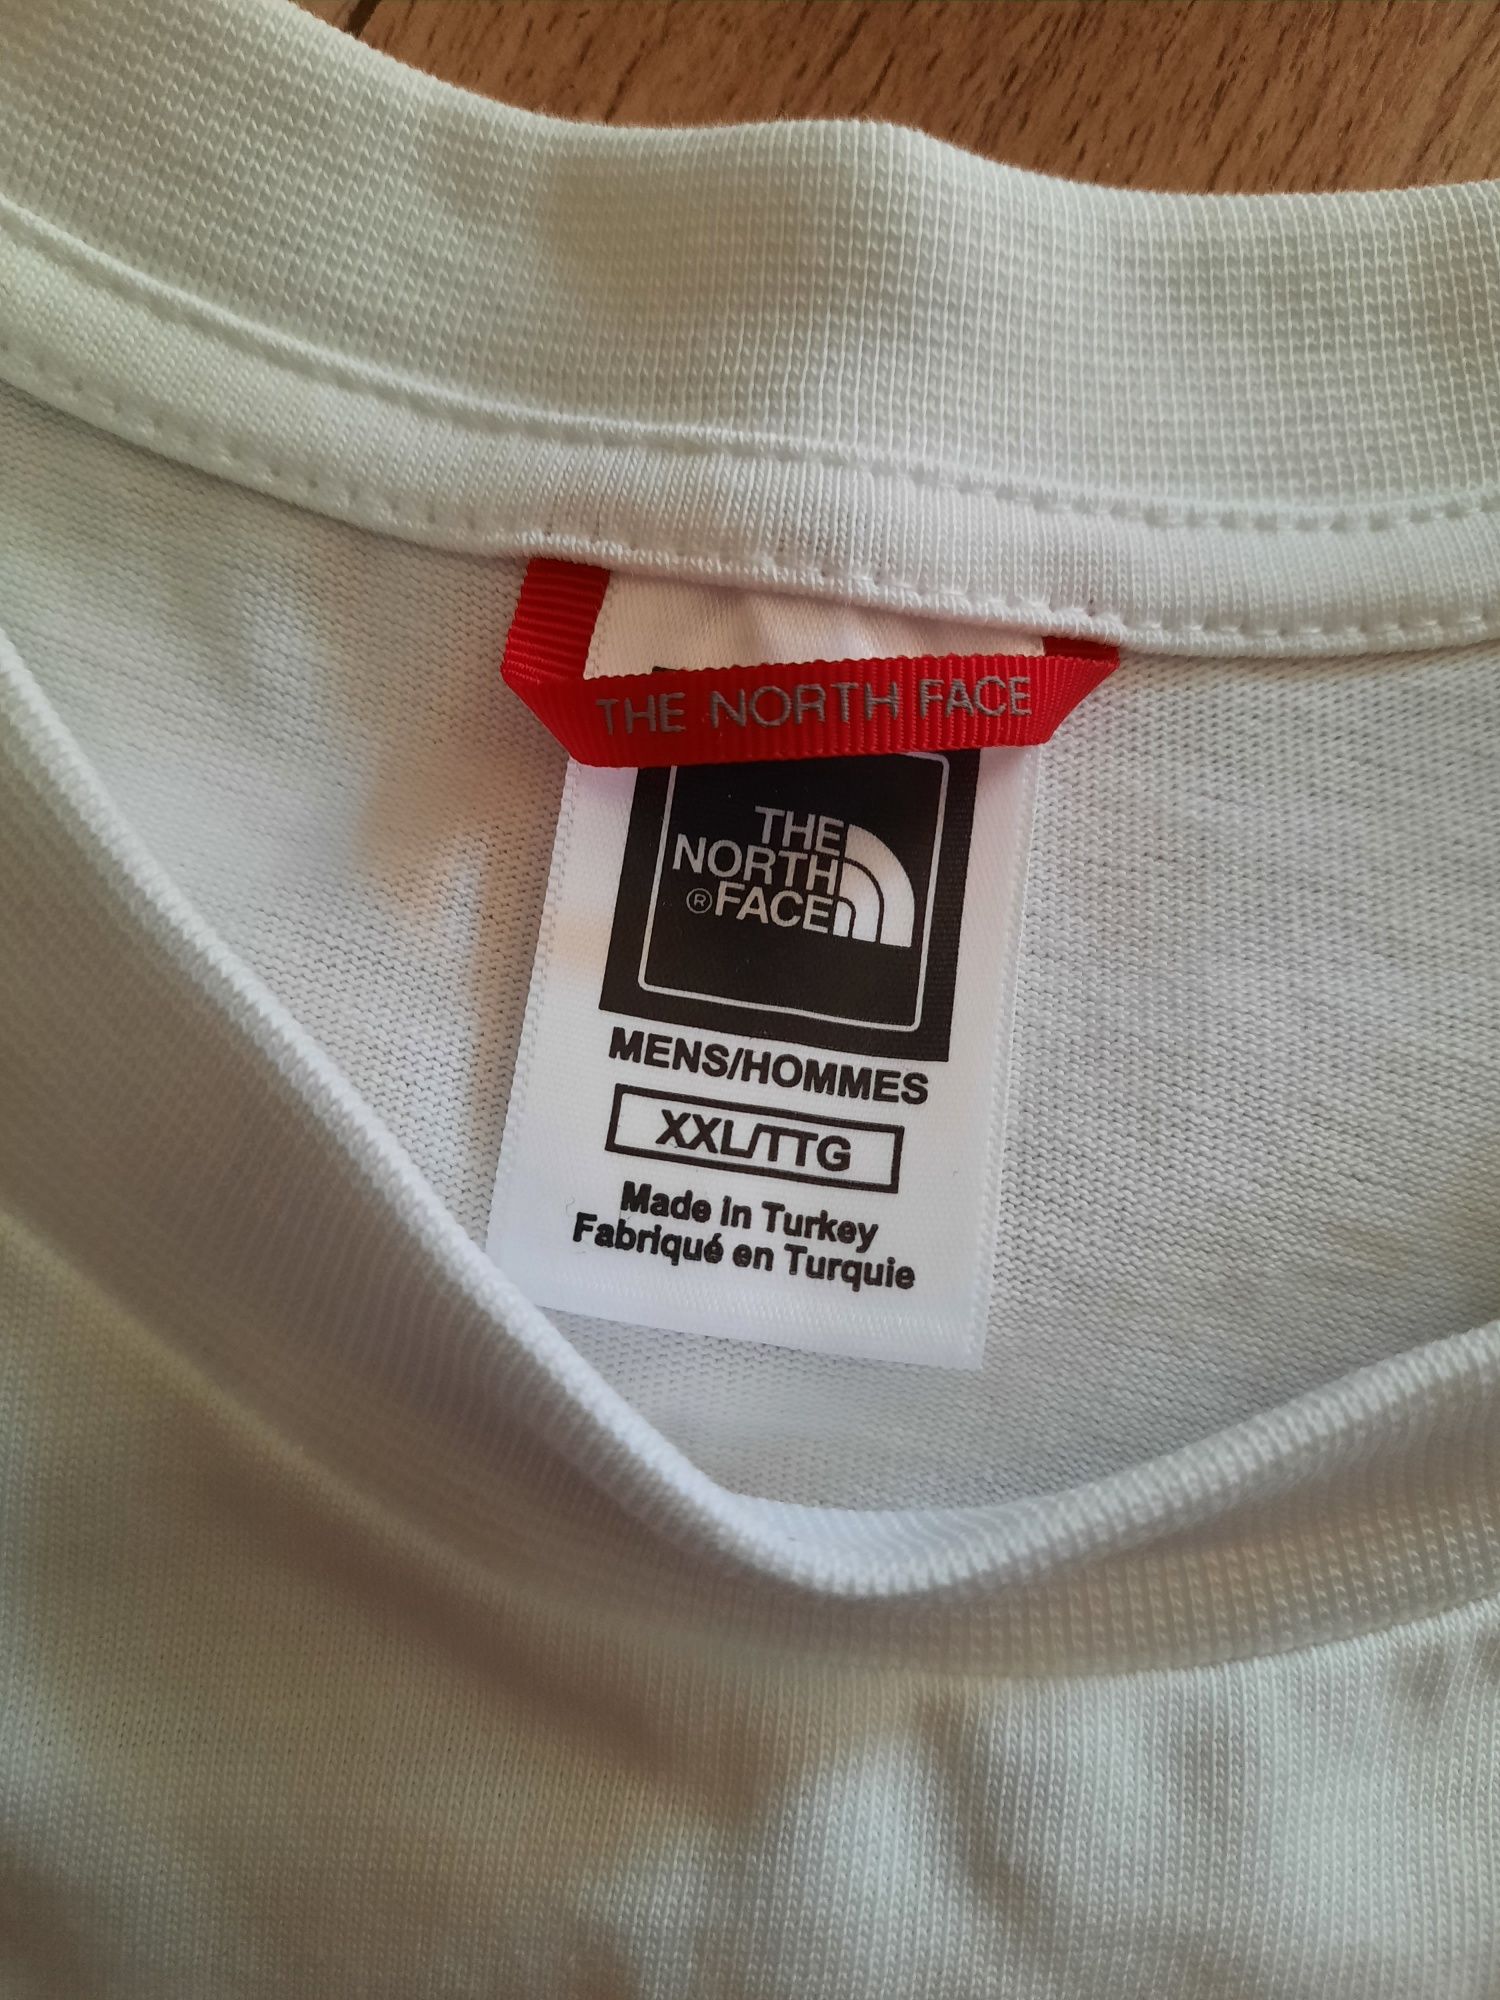 THE NORTH FACE
THE
NORTH
®FACE
MENS/HOMMES
XXL/TTG
Made in Turkey
Fabriqué en Turquie